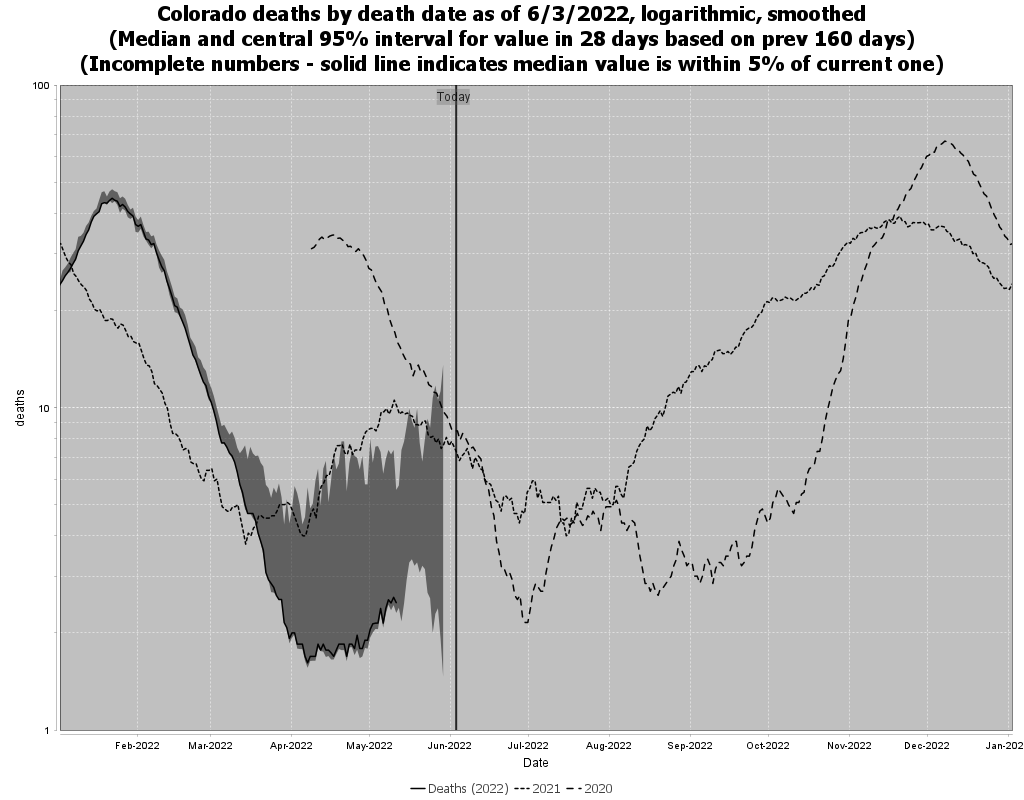 Colorado deaths by death date as of 6/3/2022, logarithmic, smoothed
(Median and central 95% interval for value in 28 days based on prev 160 days)
(Incomplete numbers - solid line indicates median value is within 5% of current one)
Today
100
10
1
deaths
Feb-2022 Mar-2022 Apr-2022 May-2022 Jun-2022 Jul-2022 Aug-2022 Sep-2022 Oct-2022 Nov-2022 Dec-2022 Jan-202
Date
Deaths (2022) 2021 2020